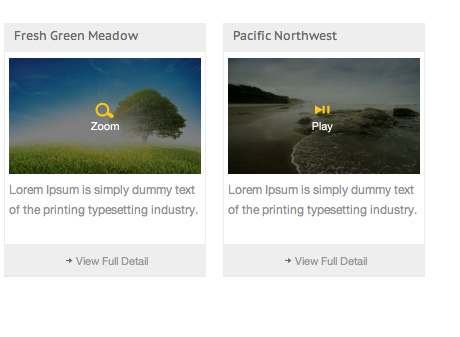 Fresh Green Meadow
Zoom
Lorem Ipsum is simply dummy text
of the printing typesetting industry.
View Full Detail
Pacific Northwest
Play
Lorem Ipsum is simply dummy text
of the printing typesetting industry.
View Full Detail